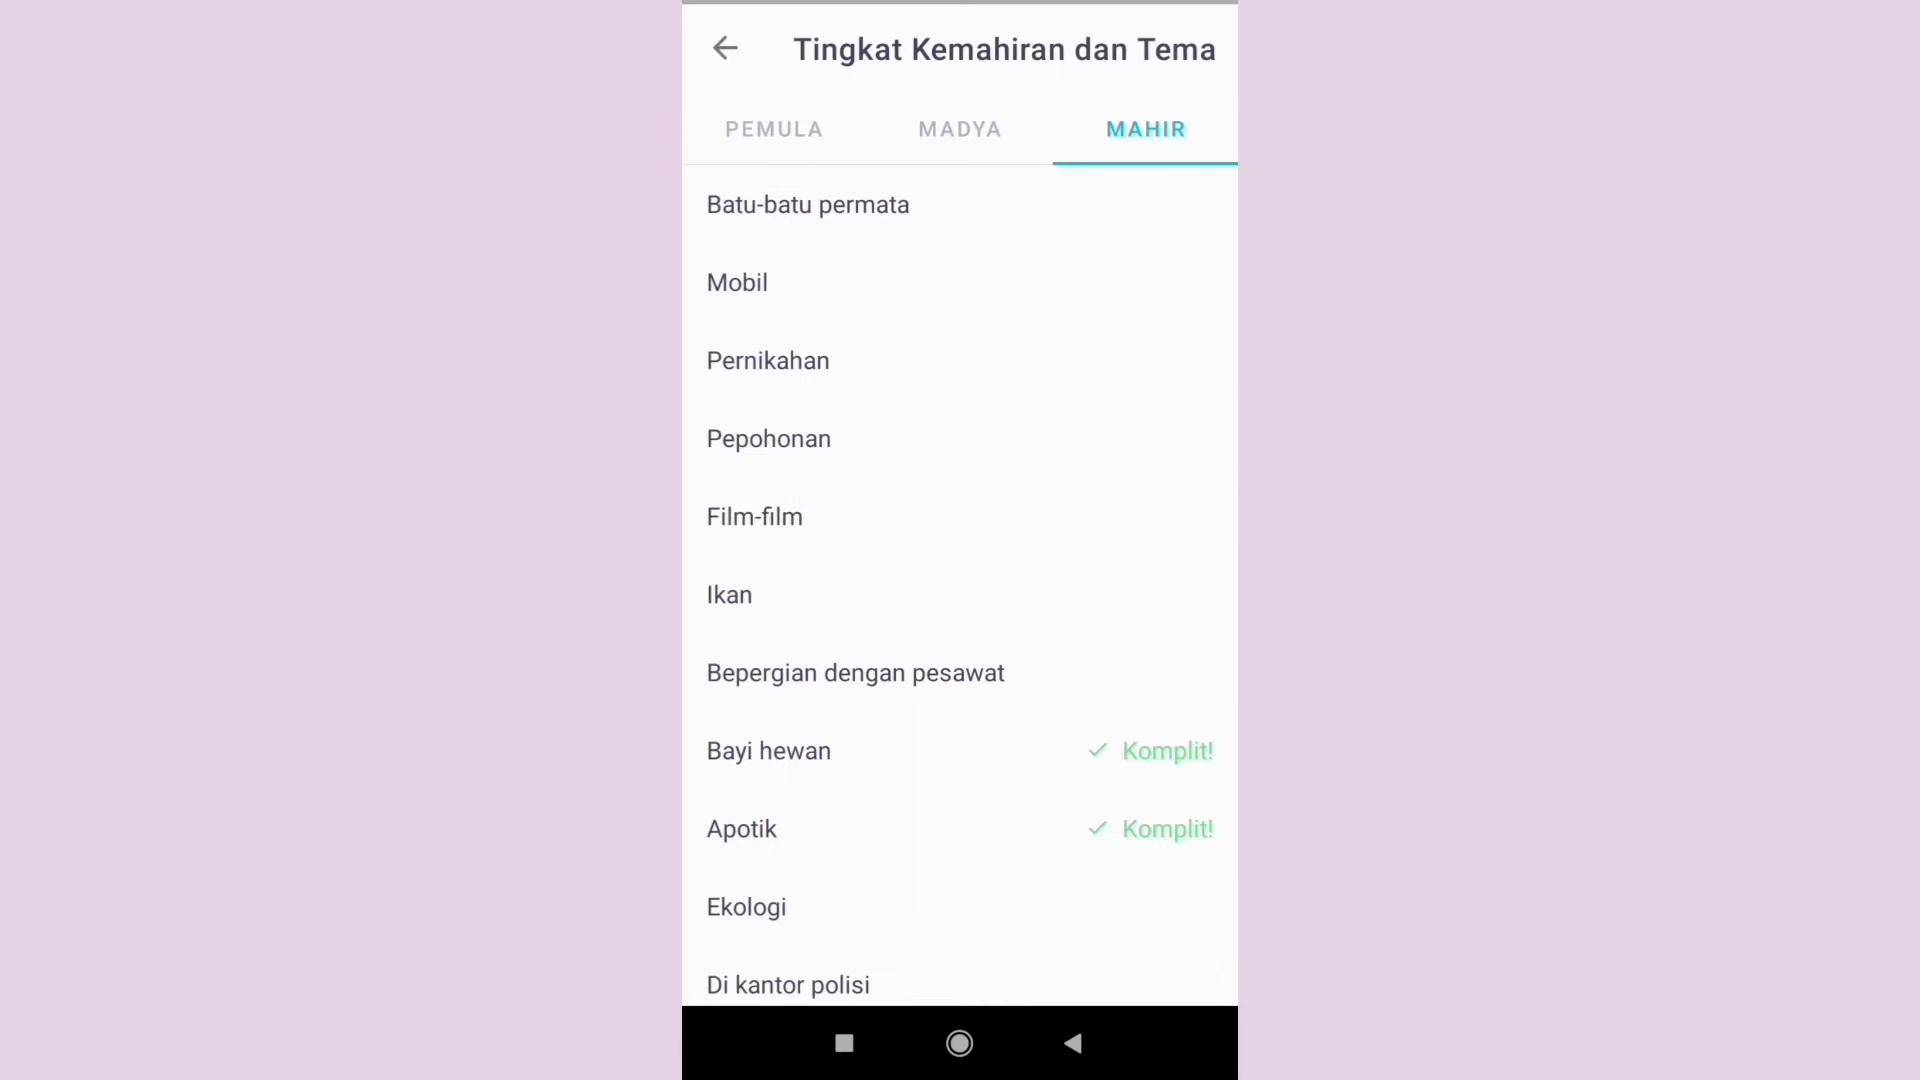 Tingkat Kemahiran dan Tema
PEMULA MADYA MAHIR
Batu-batu permata
Mobil
Pernikahan
Pepohonan
Film-film
Ikan
Bepergian dengan pesawat
Bayi hewan Komplit!
Apotik Komplit!
Ekologi
Di kantor polisi